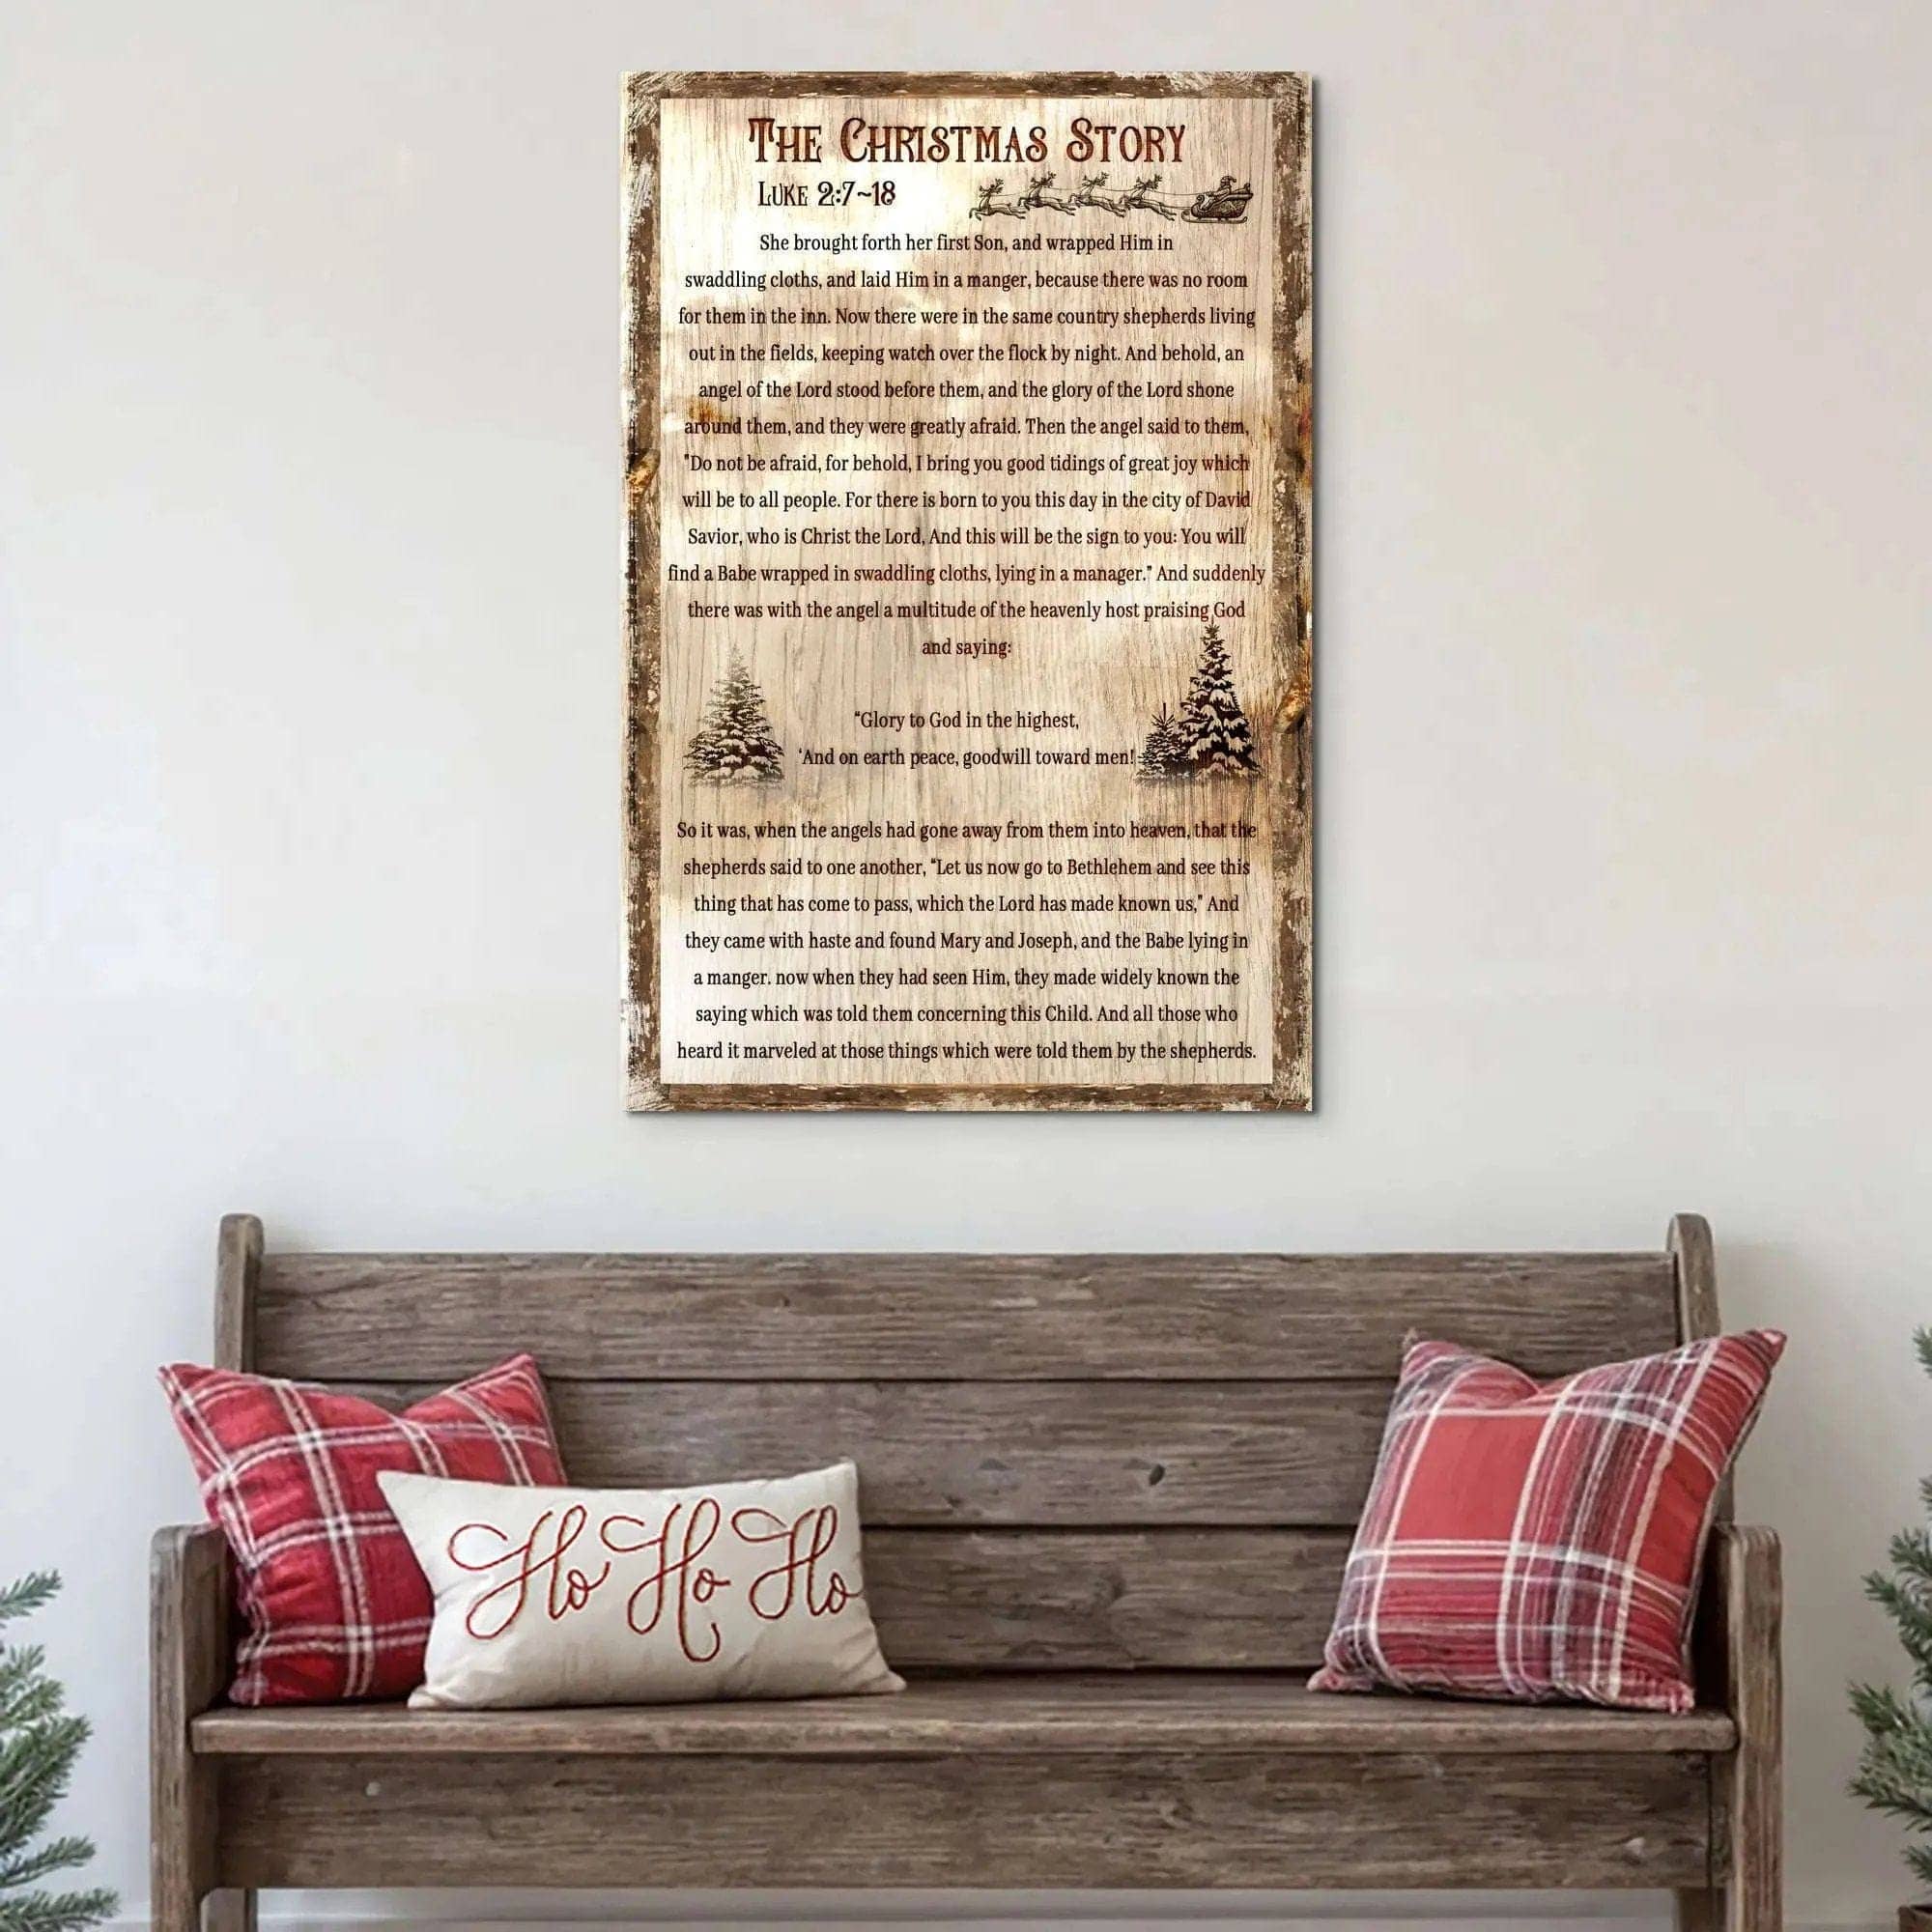 THE CHRISTMAS STORY
LUKE 2:7~18
She brought forth her first Son, and wrapped Him in
swaddling cloths, and laid Him in a manger, because there was no room
for them in the inn. Now there were in the same country shepherds living
out in the fields, keeping watch over the flock by night. And behold, an
angel of the Lord stood before them, and the glory of the Lord shone
around them, and they were greatly afraid. Then the angel said to them,
"Do not be afraid, for behold, I bring you good tidings of great joy which
will be to all people. For there is born to you this day in the city of David
Savior, who is Christ the Lord, And this will be the sign to you: You will
find a Babe wrapped in swaddling cloths, lying in a manager." And suddenly
there was with the angel a multitude of the heavenly host praising God
and saying:
“Glory to God in the highest,
‘And on earth peace, goodwill toward men!
So it was, when the angels had gone away from them into heaven, that the
shepherds said to one another, “Let us now go to Bethlehem and see this
thing that has come to pass, which the Lord has made known us,” And
they came with haste and found Mary and Joseph, and the Babe lying in
a manger. now when they had seen Him, they made widely known the
saying which was told them concerning this Child. And all those who
heard it marveled at those things which were told them by the shepherds.
Ho Ho Ho